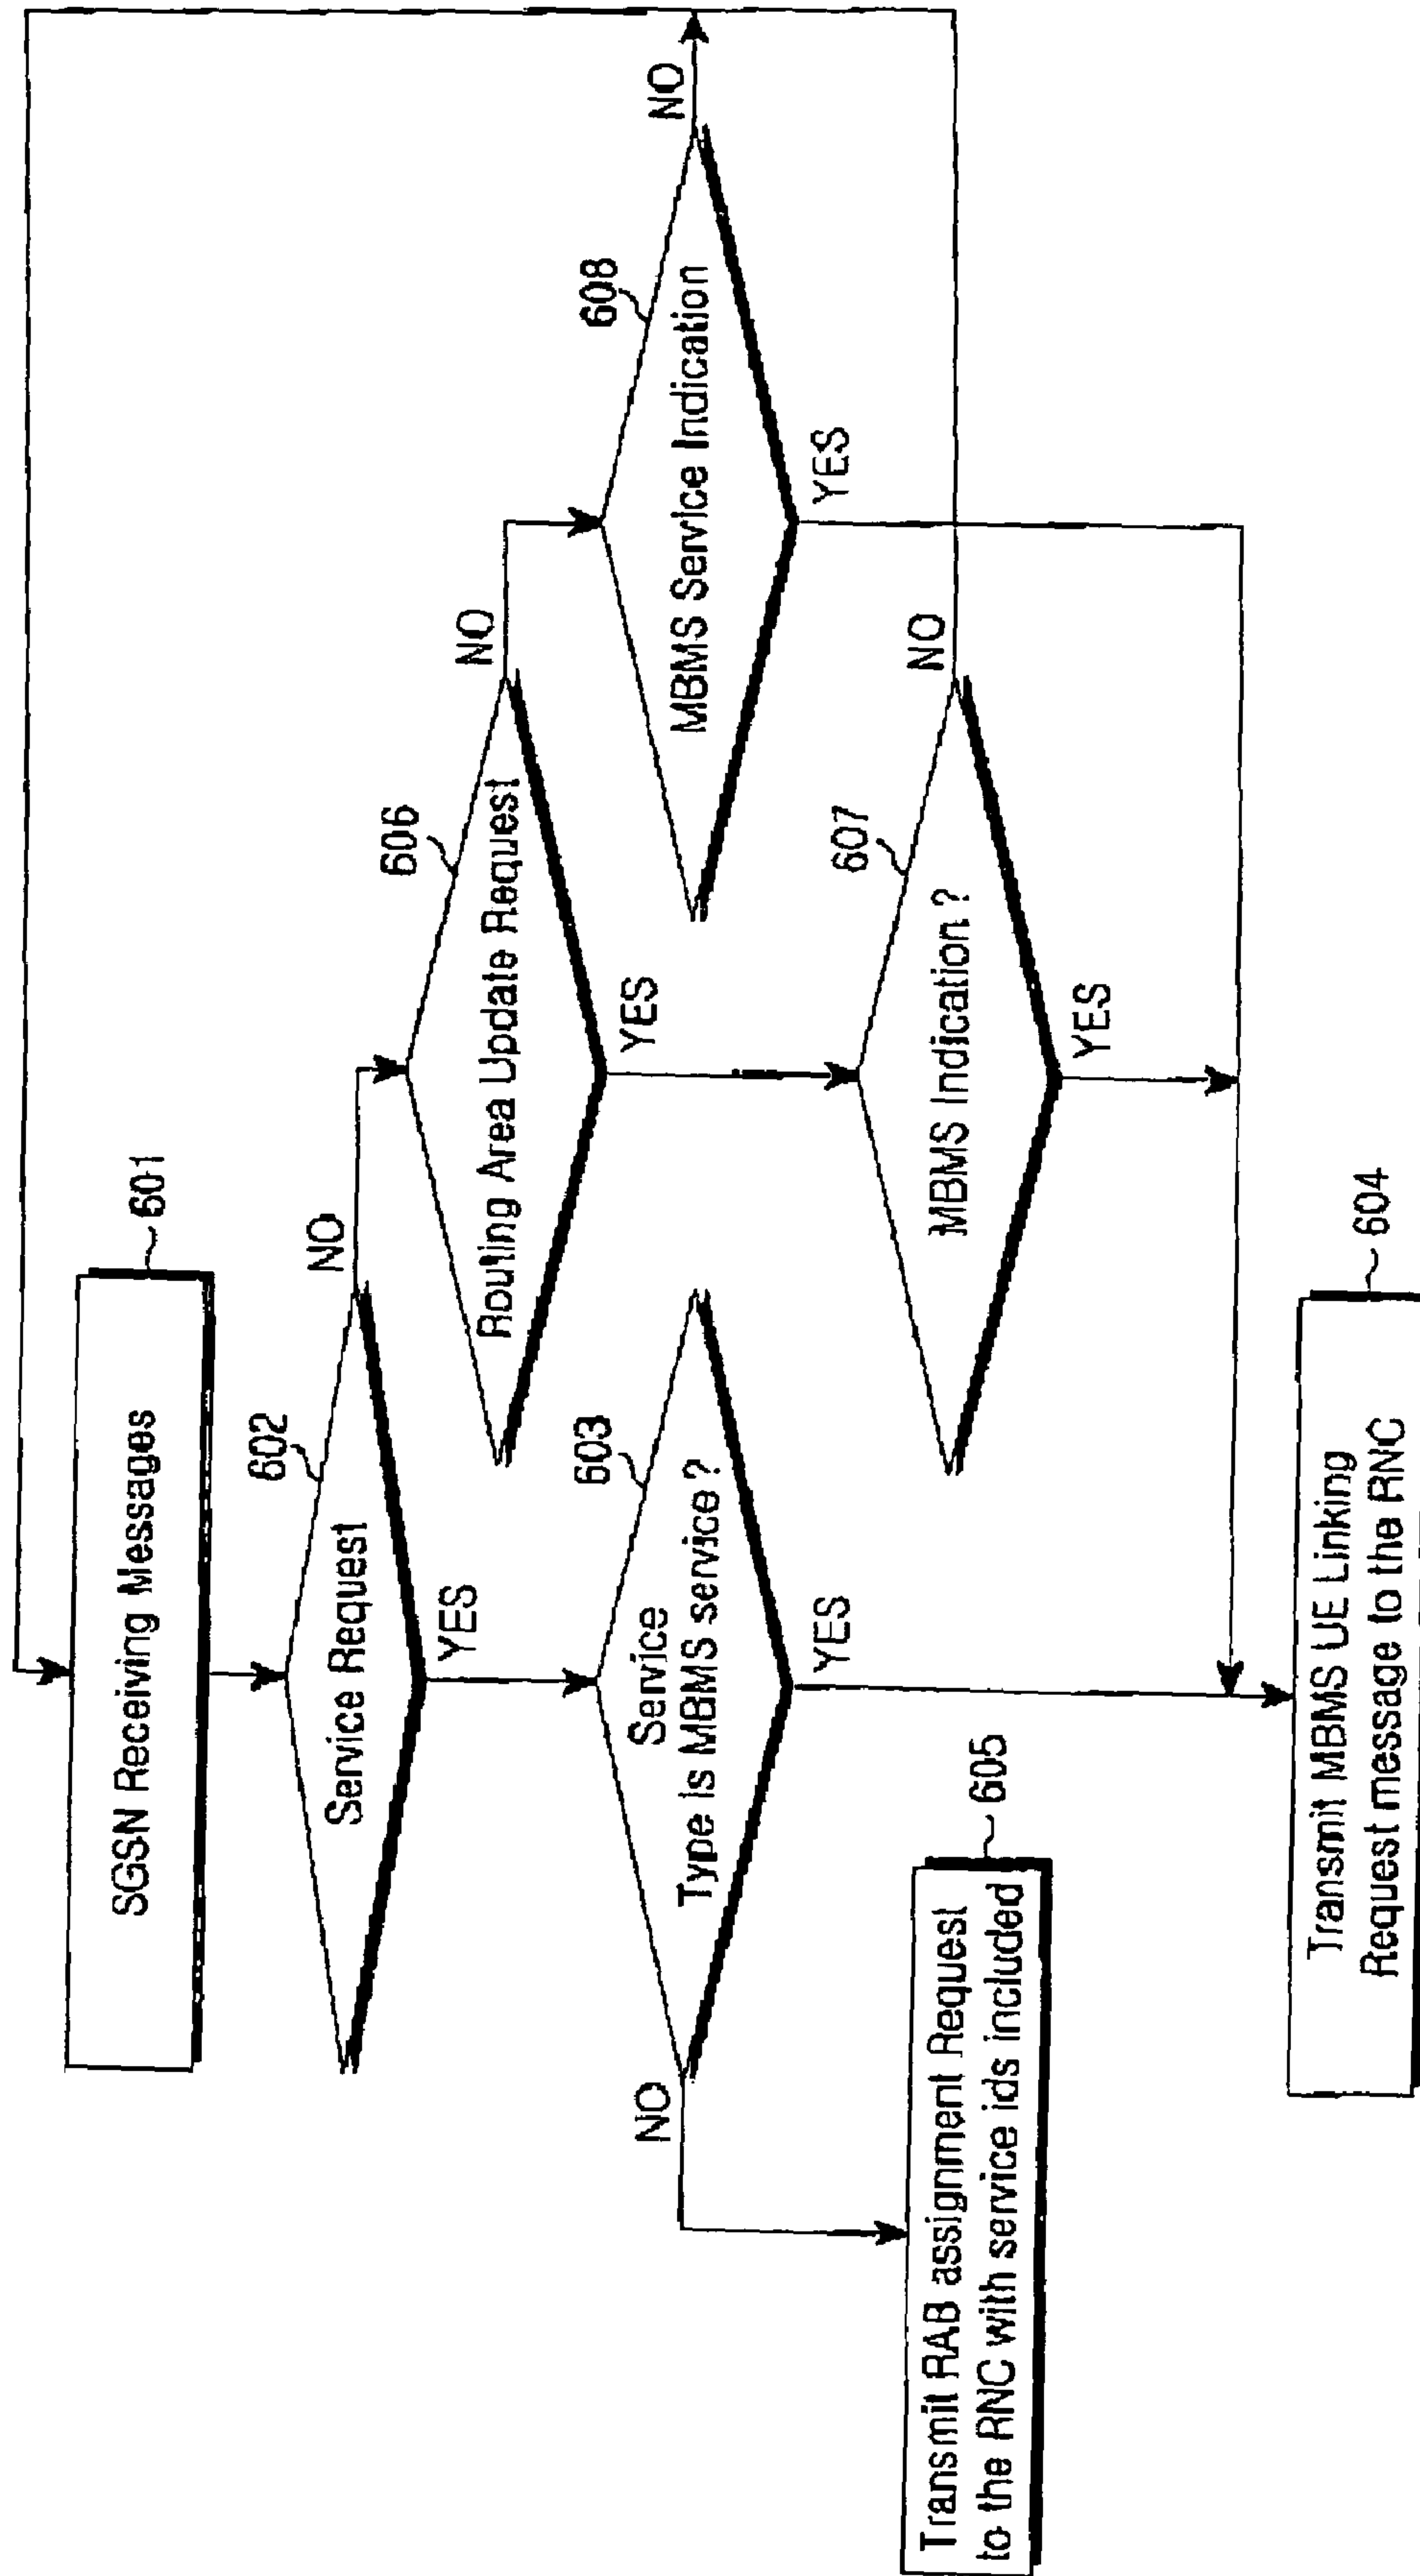 SGSN Receiving Messages
601
Service Request
602
NO
YES
Routing Area Update Request
606
NO
YES
Service
Type is MBMS service?
603
NO
YES
MBMS Service Indication
608
NO
YES
MBMS Indication?
607
NO
YES
Transmit RAB assignment Request
to the RNC with service ids included
605
Transmit MBMS UE Linking
Request message to the RNC
604